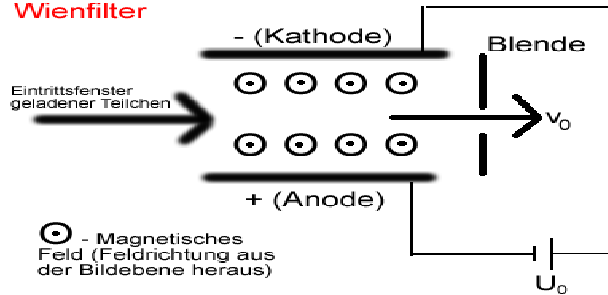 Wienfilter
- (Kathode)
Blende
Eintrittsfenster
geladener Teilchen
v₀
+ (Anode)
- Magnetisches
Feld (Feldrichtung aus
der Bildebene heraus)
U₀